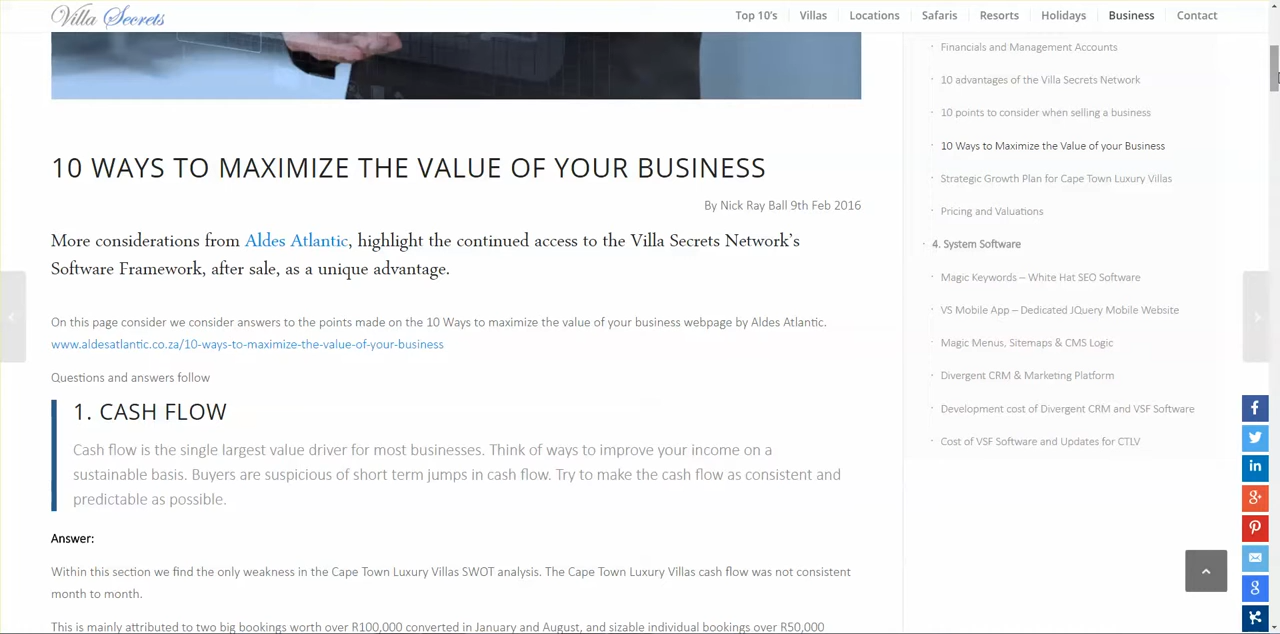 Villa Secrets
Top 10's
Villas
Locations
Safaris
Resorts
Holidays
Business
Contact
10 WAYS TO MAXIMIZE THE VALUE OF YOUR BUSINESS
By Nick Ray Ball 9th Feb 2016
More considerations from Aldes Atlantic, highlight the continued access to the Villa Secrets Network's
Software Framework, after sale, as a unique advantage.
On this page consider we consider answers to the points made on the 10 Ways to maximize the value of your business webpage by Aldes Atlantic.
www.aldesatlantic.co.za/10-ways-to-maximize-the-value-of-your-business
Questions and answers follow
1. CASH FLOW
Cash flow is the single largest value driver for most businesses. Think of ways to improve your income on a
sustainable basis. Buyers are suspicious of short term jumps in cash flow. Try to make the cash flow as consistent and
predictable as possible.
Answer:
Within this section we find the only weakness in the Cape Town Luxury Villas SWOT analysis. The Cape Town Luxury Villas cash flow was not consistent
month to month.
This is mainly attributed to two big bookings worth over R100,000 converted in January and August, and sizable individual bookings over R50,000
Financials and Management Accounts
10 advantages of the Villa Secrets Network
10 points to consider when selling a business
10 Ways to Maximize the Value of your Business
Strategic Growth Plan for Cape Town Luxury Villas
Pricing and Valuations
4. System Software
Magic Keywords – White Hat SEO Software
VS Mobile App – Dedicated JQuery Mobile Website
Magic Menus, Sitemaps & CMS Logic
Divergent CRM & Marketing Platform
Development cost of Divergent CRM and VSF Software
Cost of VSF Software and Updates for CTLV